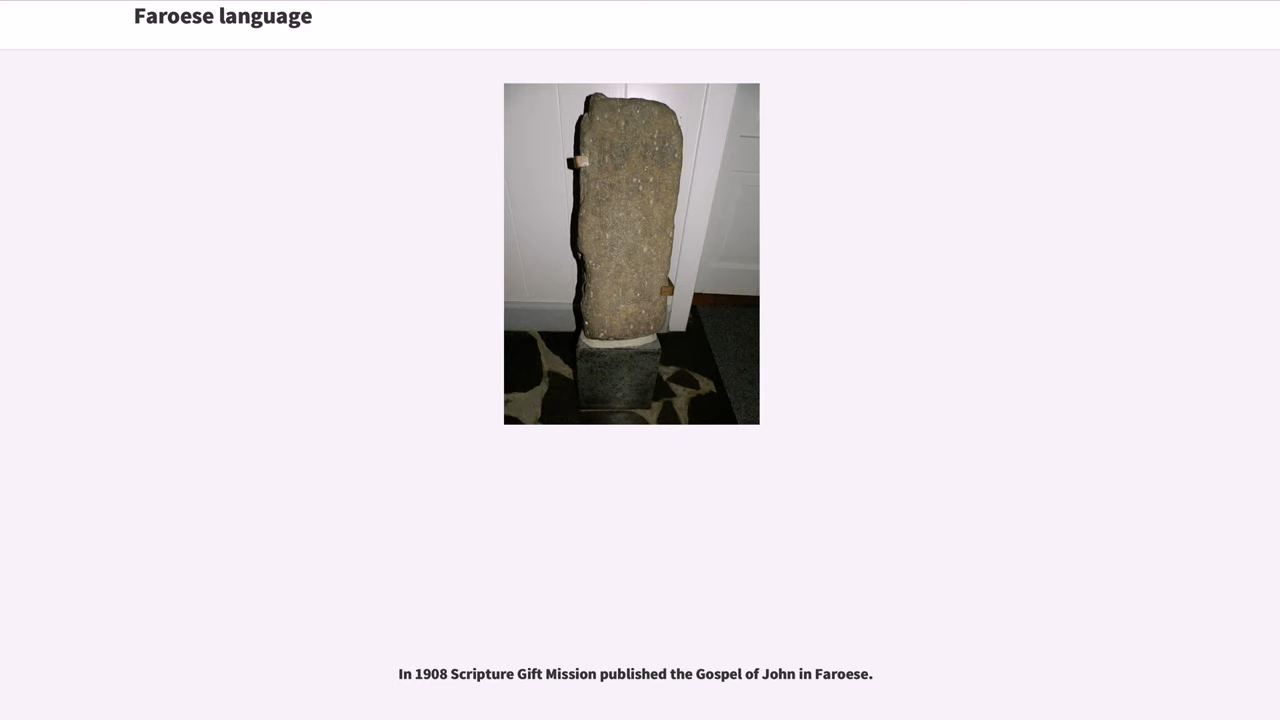 Faroese language
In 1908 Scripture Gift Mission published the Gospel of John in Faroese.